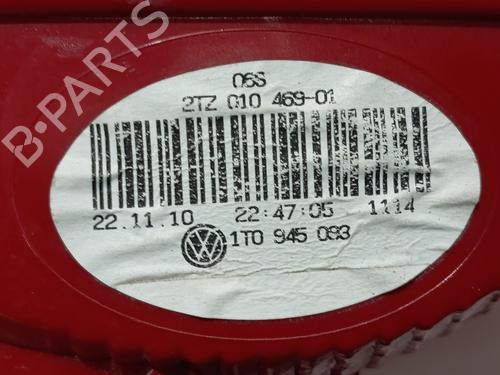 06S
2TZ 010 469-01
22.11.10 22:47:05 1114
1T0 945 093
B-PARTS